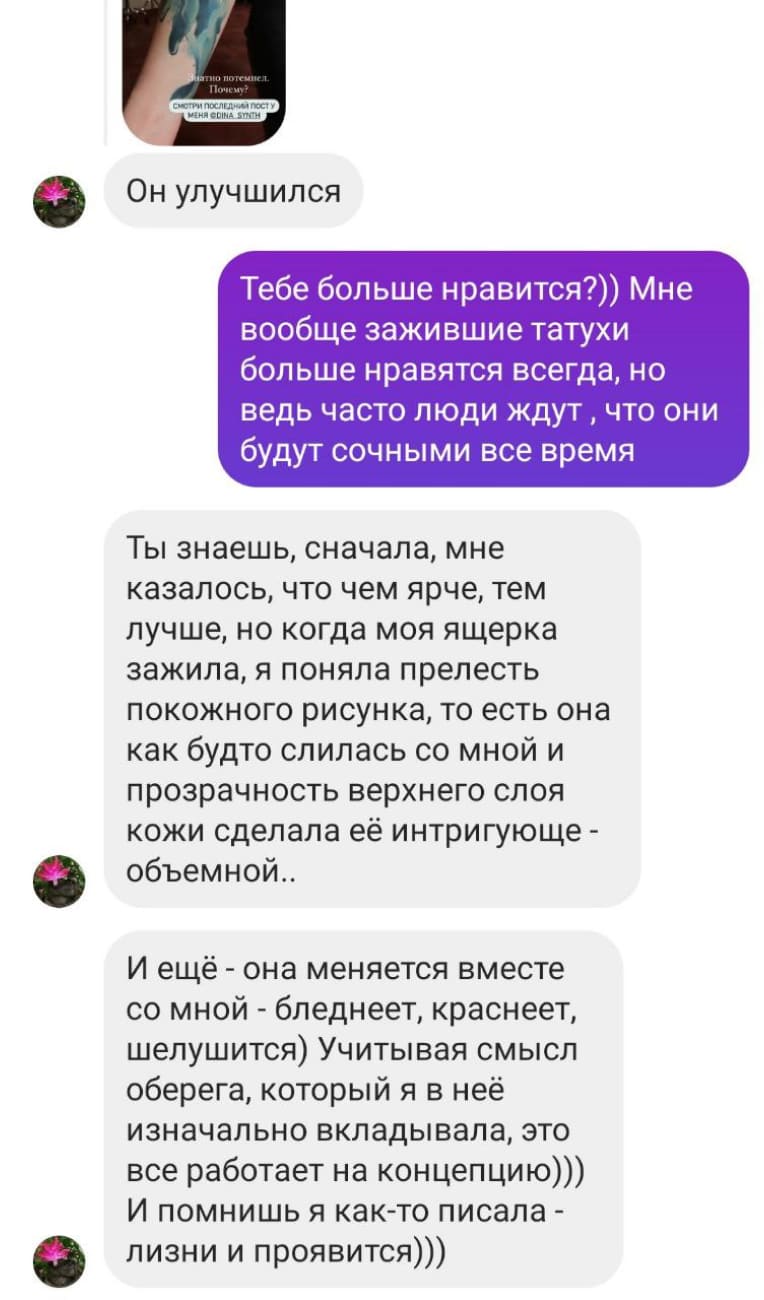 Знатно потемнел.
Почему?
СМОТРИ ПОСЛЕДНИЙ ПОСТ У
МЕНЯ @DINA_SYNTH
Он улучшился
Тебе больше нравится?)) Мне
вообще зажившие татухи
больше нравятся всегда, но
ведь часто люди ждут , что они
будут сочными все время
Ты знаешь, сначала, мне
казалось, что чем ярче, тем
лучше, но когда моя ящерка
зажила, я поняла прелесть
покожного рисунка, то есть она
как будто слилась со мной и
прозрачность верхнего слоя
кожи сделала её интригующе -
объемной..
И ещё - она меняется вместе
со мной - бледнеет, краснеет,
шелушится) Учитывая смысл
оберега, который я в неё
изначально вкладывала, это
все работает на концепцию)))
И помнишь я как-то писала -
лизни и проявится)))